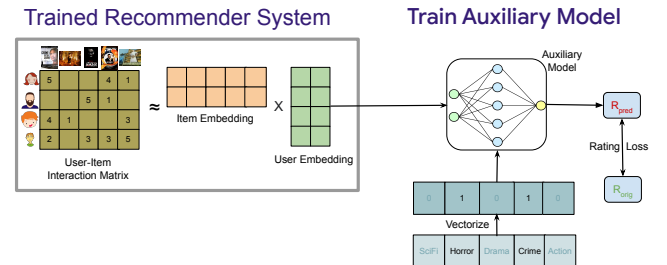 Trained Recommender System
Train Auxiliary Model
5 4 1
5 1
4 1 3
2 3 3 5
≈
X
Item Embedding
User Embedding
User-Item
Interaction Matrix
Auxiliary
Model
R_pred
Rating Loss
R_orig
0 1 0 1 0
Vectorize
SciFi Horror Drama Crime Action